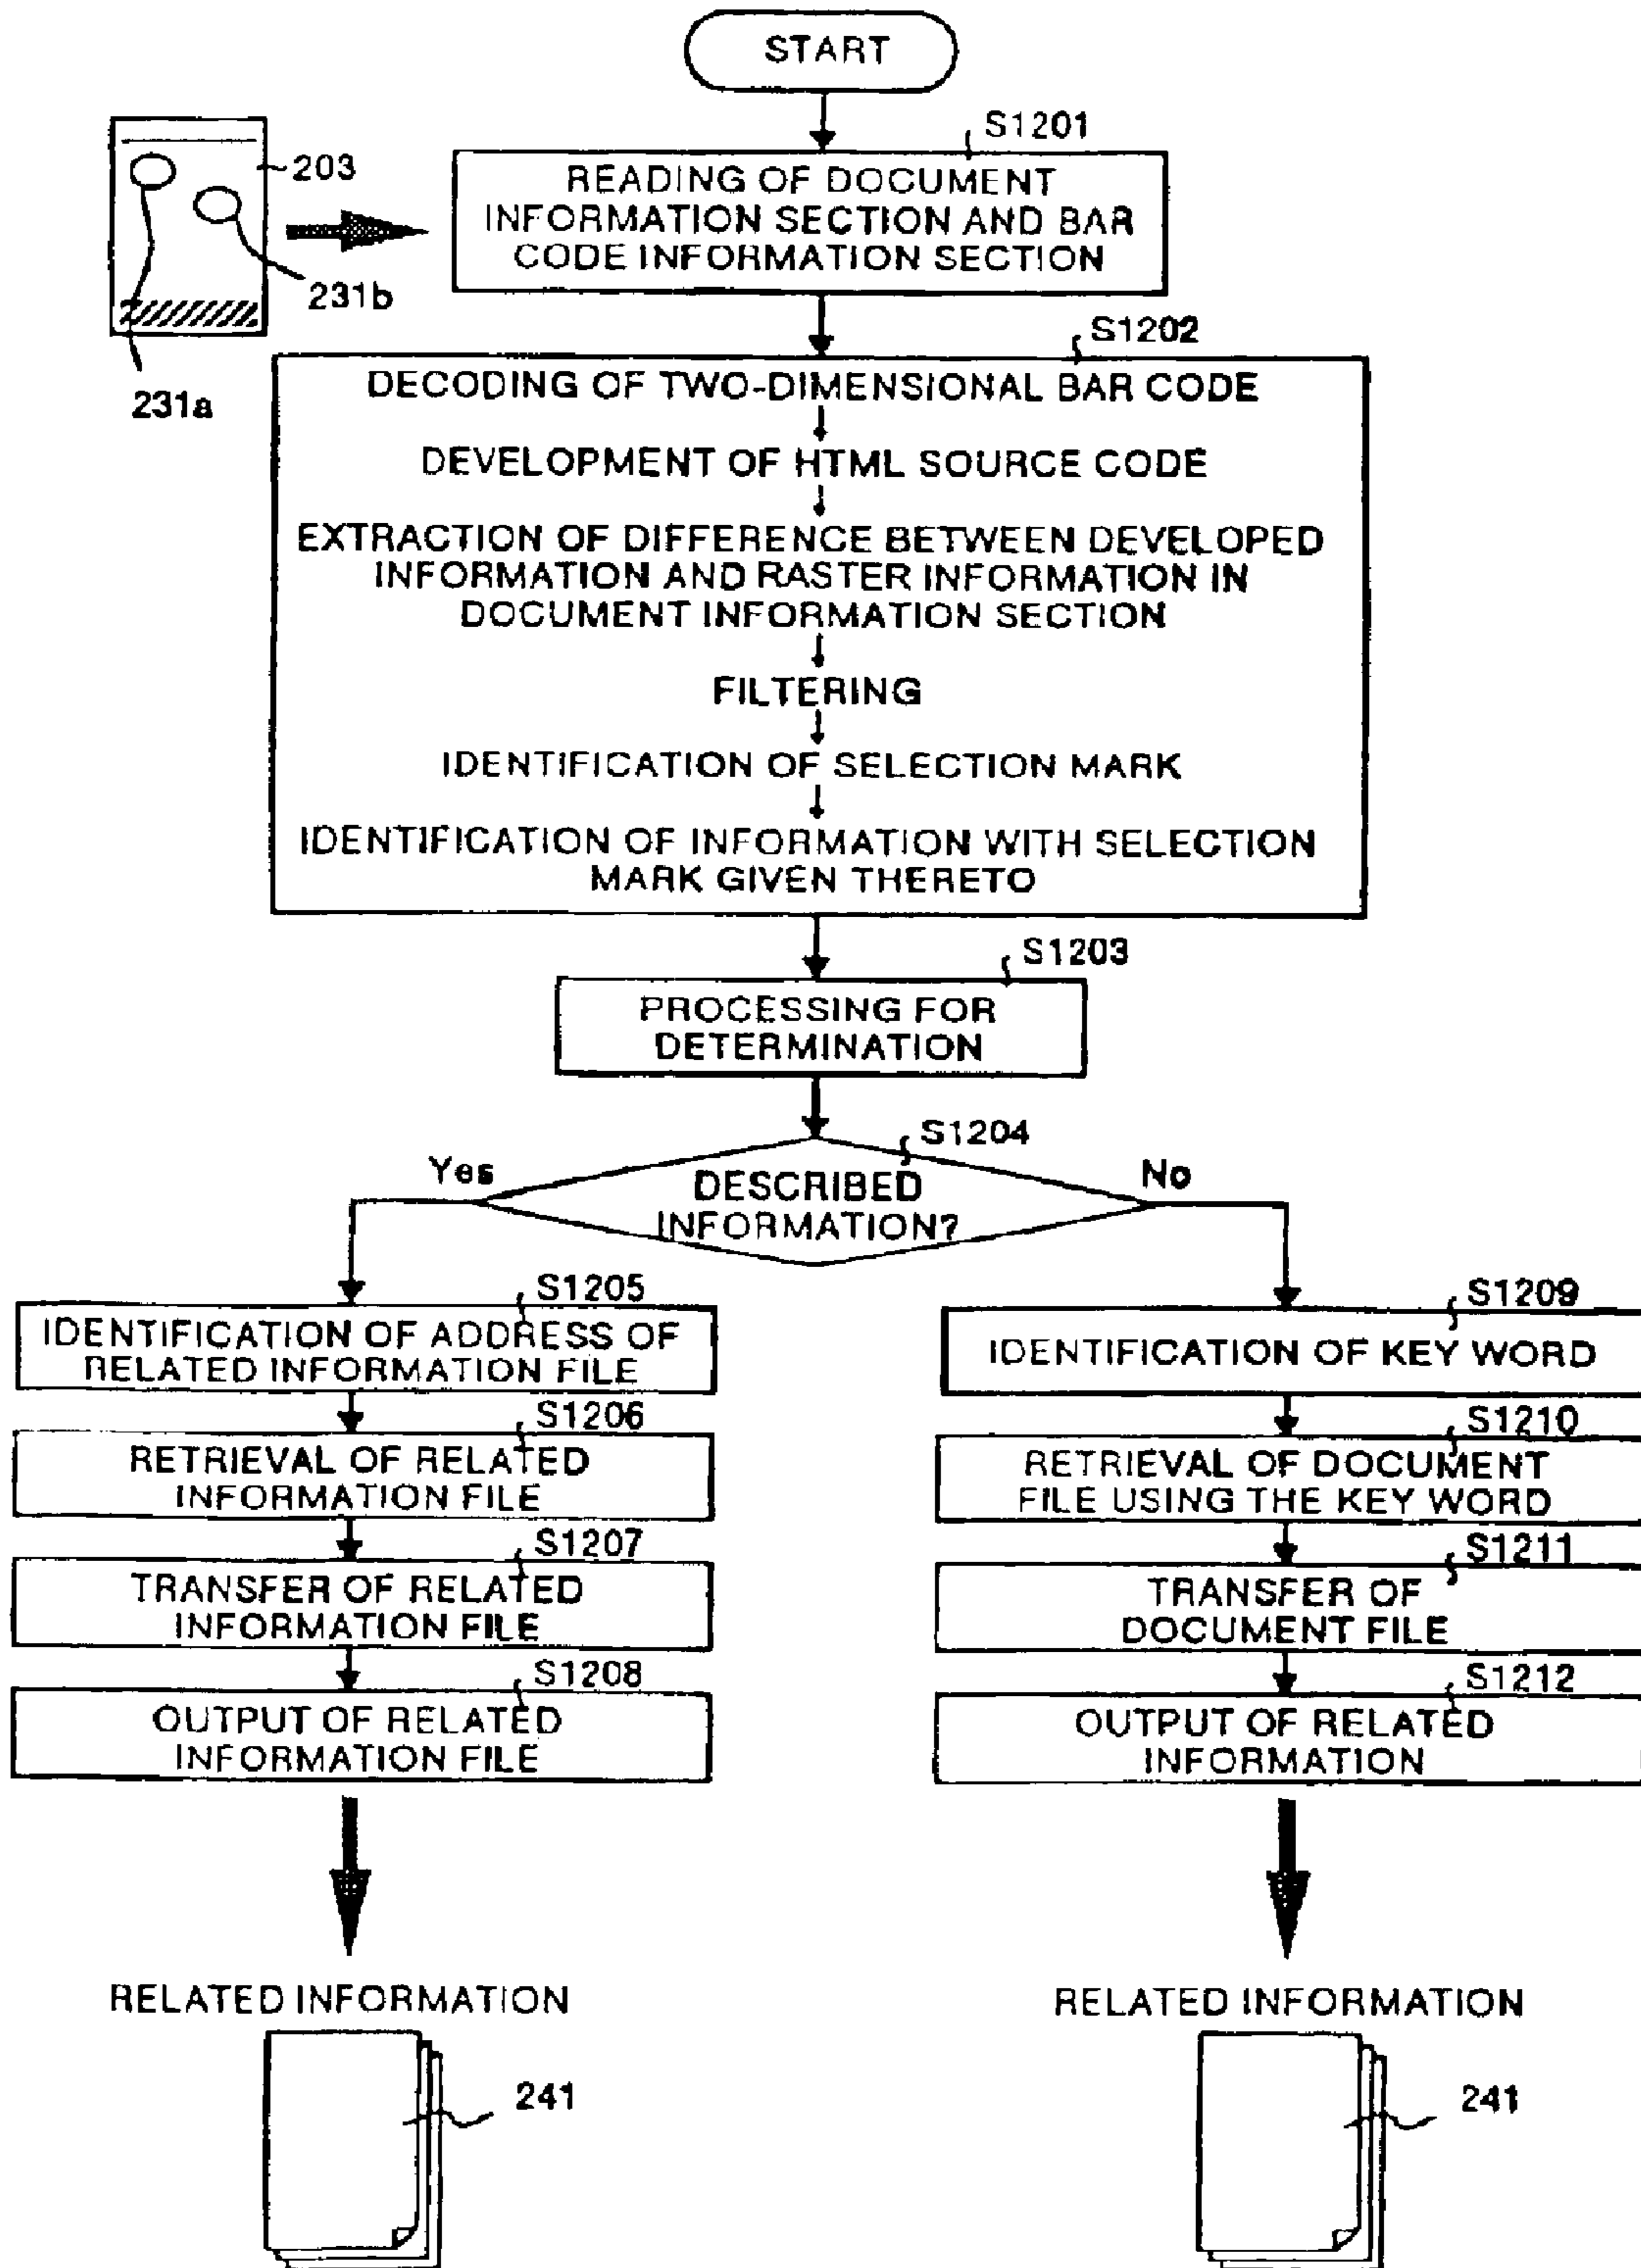 START
S1201
203
READING OF DOCUMENT
INFORMATION SECTION AND BAR
CODE INFORMATION SECTION
231b
231a
S1202
DECODING OF TWO-DIMENSIONAL BAR CODE
DEVELOPMENT OF HTML SOURCE CODE
EXTRACTION OF DIFFERENCE BETWEEN DEVELOPED
INFORMATION AND RASTER INFORMATION IN
DOCUMENT INFORMATION SECTION
FILTERING
IDENTIFICATION OF SELECTION MARK
IDENTIFICATION OF INFORMATION WITH SELECTION
MARK GIVEN THERETO
S1203
PROCESSING FOR
DETERMINATION
S1204
Yes
No
DESCRIBED
INFORMATION?
S1205
IDENTIFICATION OF ADDRESS OF
RELATED INFORMATION FILE
S1206
RETRIEVAL OF RELATED
INFORMATION FILE
S1207
TRANSFER OF RELATED
INFORMATION FILE
S1208
OUTPUT OF RELATED
INFORMATION FILE
RELATED INFORMATION
241
S1209
IDENTIFICATION OF KEY WORD
S1210
RETRIEVAL OF DOCUMENT
FILE USING THE KEY WORD
S1211
TRANSFER OF
DOCUMENT FILE
S1212
OUTPUT OF RELATED
INFORMATION
RELATED INFORMATION
241